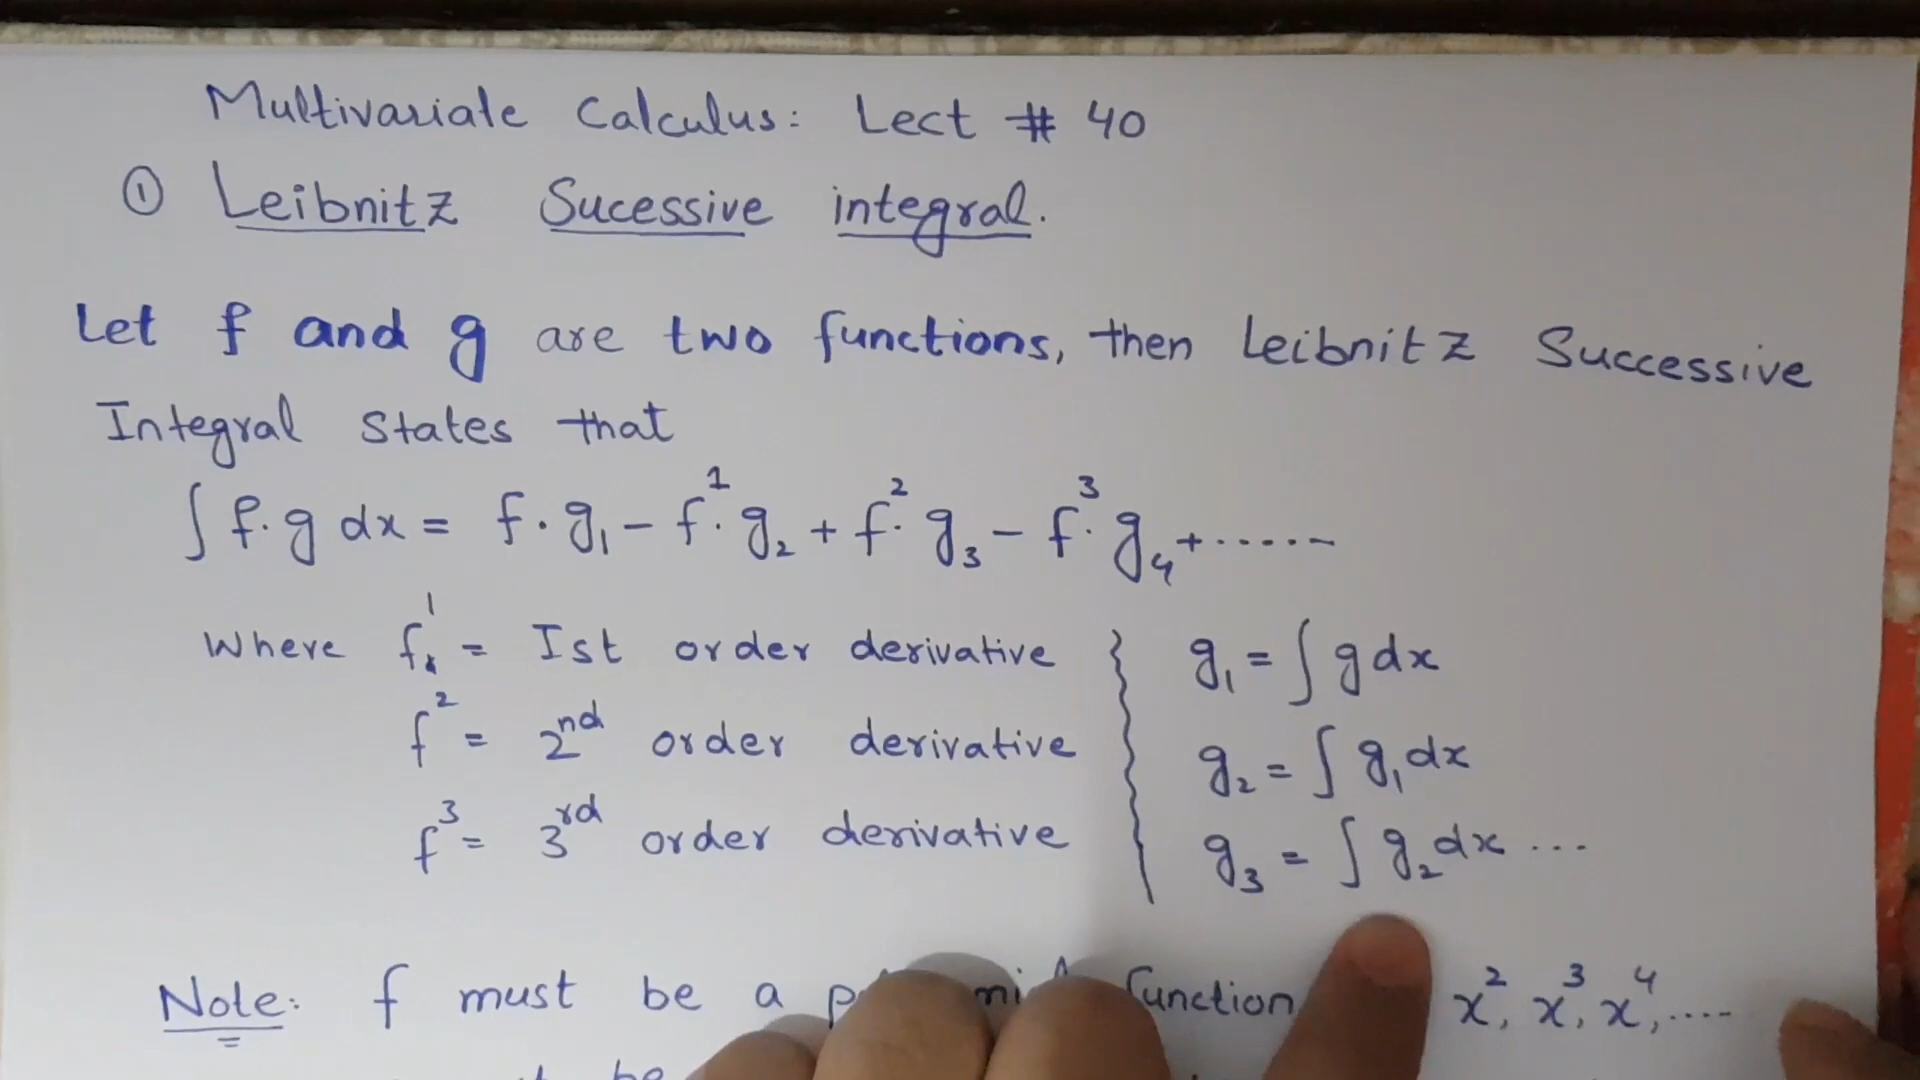 Multivariate Calculus: Lect # 40
① Leibnitz Sucessive integral.
Let f and g are two functions, then Leibnitz Successive
Integral States that
∫ f·g dx = f·g₁ - f¹·g₂ + f²·g₃ - f³·g₄ + ......
Where f¹ = Ist order derivative
f² = 2nd order derivative
f³ = 3rd order derivative
g₁ = ∫ g dx
g₂ = ∫ g₁ dx
g₃ = ∫ g₂ dx ...
Note: f must be a function x², x³, x⁴, ....
be